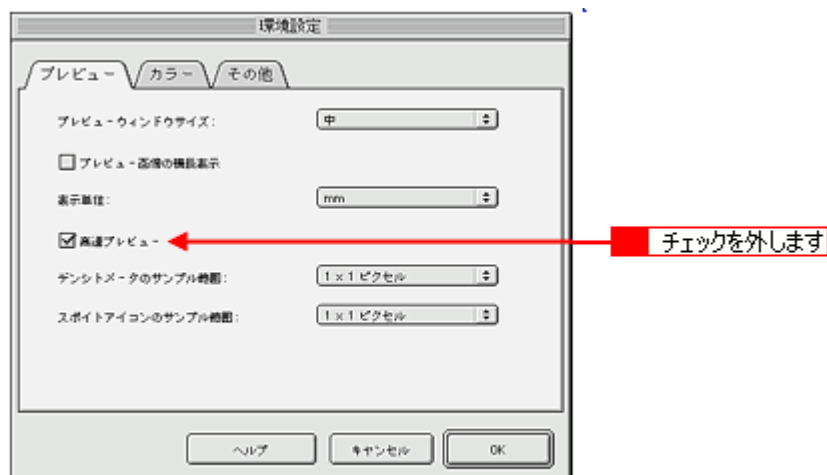 環境設定
プレビュー カラー その他
プレビューウィンドウサイズ: 中
プレビュー画像の横長表示
表示単位: mm
高速プレビュー チェックを外します
デンシトメータのサンプル範囲: 1 x 1 ピクセル
スポイトアイコンのサンプル範囲: 1 x 1 ピクセル
ヘルプ キャンセル OK